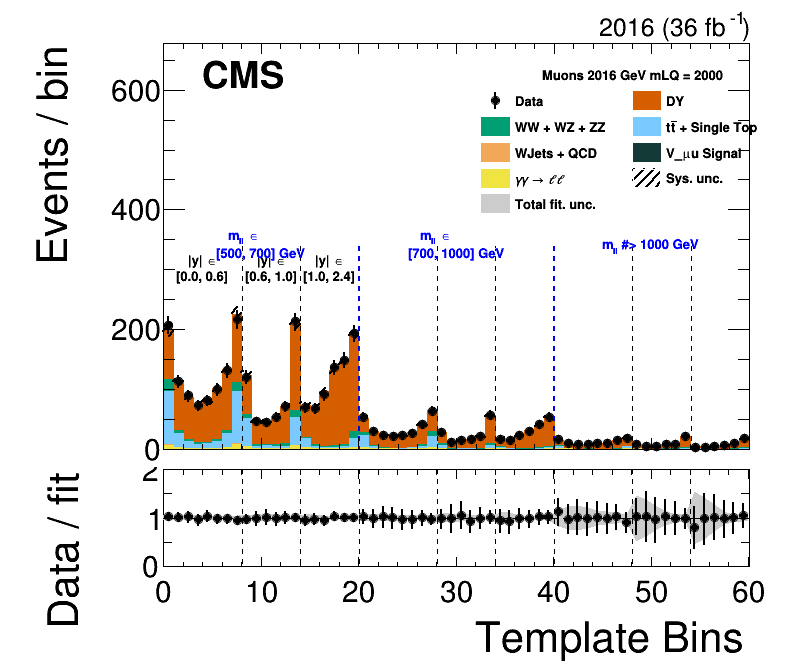 2016 (36 fb⁻¹)
CMS
Muons 2016 GeV mLQ = 2000
Data
DY
WW + WZ + ZZ
tt̄ + Single Top
WJets + QCD
V_μu Signal
γγ → ℓℓ
Sys. unc.
Total fit. unc.
Events / bin
600
400
200
0
m_ll ∈
[500, 700] GeV
m_ll ∈
[700, 1000] GeV
m_ll #> 1000 GeV
|y| ∈
[0.0, 0.6]
|y| ∈
[0.6, 1.0]
|y| ∈
[1.0, 2.4]
Data / fit
2
1
0
0 10 20 30 40 50 60
Template Bins